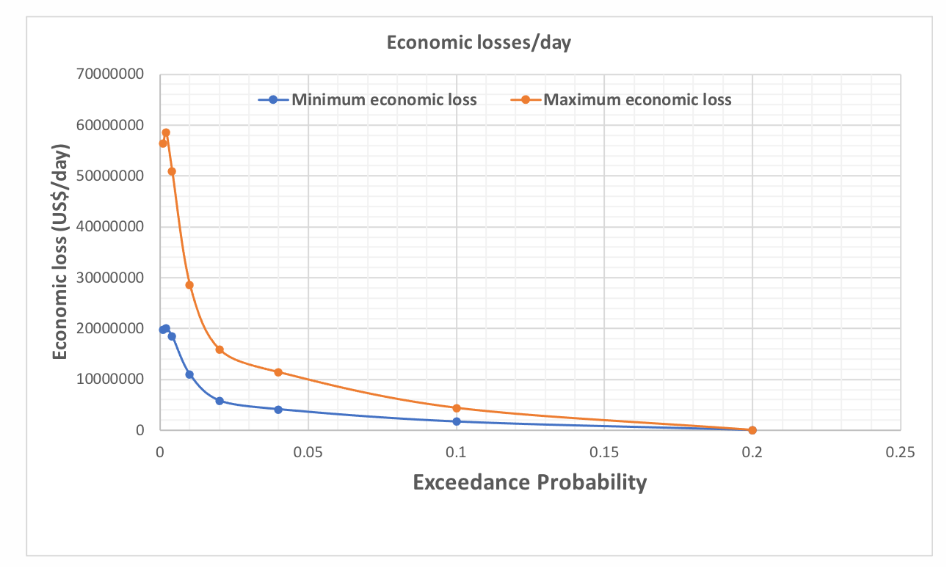 Economic losses/day
70000000
Minimum economic loss
Maximum economic loss
60000000
50000000
40000000
30000000
20000000
10000000
0
Economic loss (US$/day)
0
0.05
0.1
0.15
0.2
0.25
Exceedance Probability